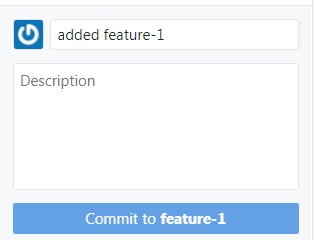 added feature-1
Description
Commit to feature-1